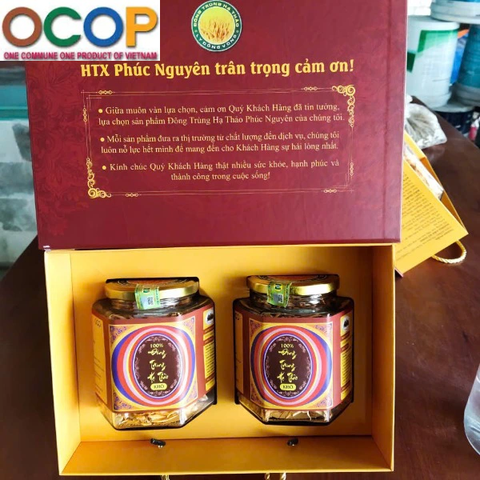 OCOP
ONE COMMUNE ONE PRODUCT OF VIETNAM
ĐÔNG TRÙNG HẠ THẢO
HTX Phúc Nguyên trân trọng cảm ơn!
Giữa muôn vàn lựa chọn, cảm ơn Quý Khách Hàng đã tin tưởng,
lựa chọn sản phẩm Đông Trùng Hạ Thảo Phúc Nguyên của chúng tôi.
Mỗi sản phẩm đưa ra thị trường từ chất lượng đến dịch vụ, chúng tôi
luôn nỗ lực hết mình để mang đến cho Khách Hàng sự hài lòng nhất.
Kính chúc Quý Khách Hàng thật nhiều sức khỏe, hạnh phúc và
thành công trong cuộc sống!
100%
Đông
Trùng
Hạ Thảo
KHÔ
100%
Đông
Trùng
Hạ Thảo
KHÔ